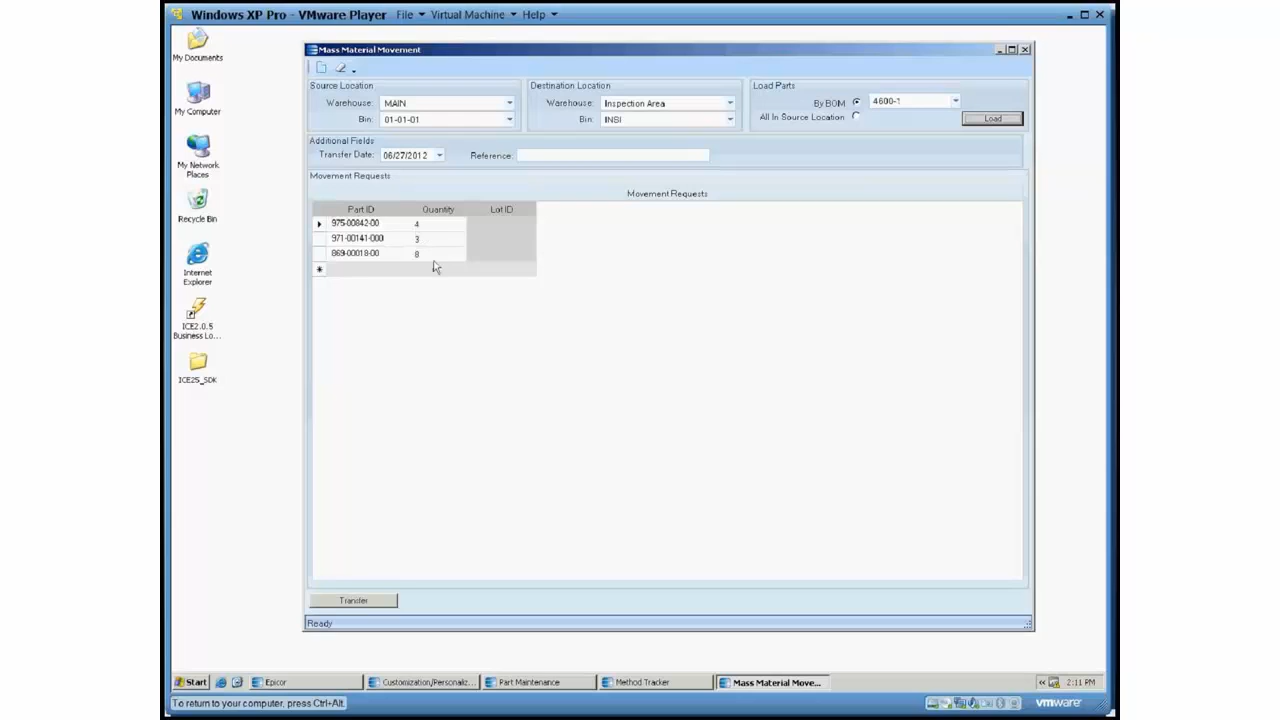 Windows XP Pro - VMware Player File Virtual Machine Help
My Documents
My Computer
My Network
Places
Recycle Bin
Internet
Explorer
ICE2.0.5
Business Lo...
ICE25_SDK
Mass Material Movement
Source Location
Warehouse: MAIN
Bin: 01-01-01
Destination Location
Warehouse: Inspection Area
Bin: INSI
Load Parts
By BOM 4600-1
All In Source Location
Load
Additional Fields
Transfer Date: 06/27/2012 Reference:
Movement Requests
Movement Requests
Part ID Quantity Lot ID
975-00842-00 4
971-00141-000 3
869-00018-00 8
Transfer
Ready
Start Epicor Customization/Personaliz... Part Maintenance Method Tracker Mass Material Move... 2:11 PM
To return to your computer, press Ctrl+Alt. vmware